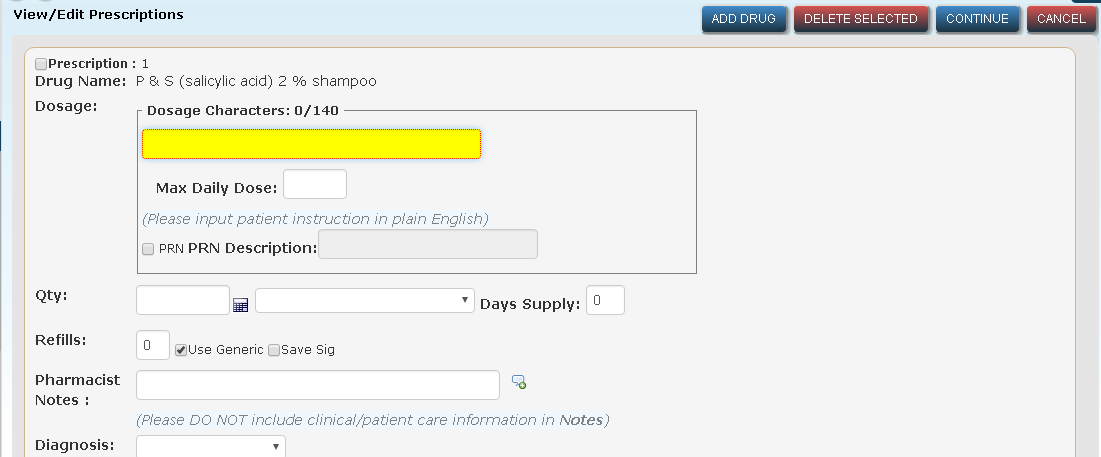 View/Edit Prescriptions
ADD DRUG DELETE SELECTED CONTINUE CANCEL
Prescription : 1
Drug Name: P & S (salicylic acid) 2 % shampoo
Dosage:
Dosage Characters: 0/140
Max Daily Dose:
(Please input patient instruction in plain English)
PRN PRN Description:
Qty:
Days Supply: 0
Refills: 0 Use Generic Save Sig
Pharmacist
Notes :
(Please DO NOT include clinical/patient care information in Notes)
Diagnosis: